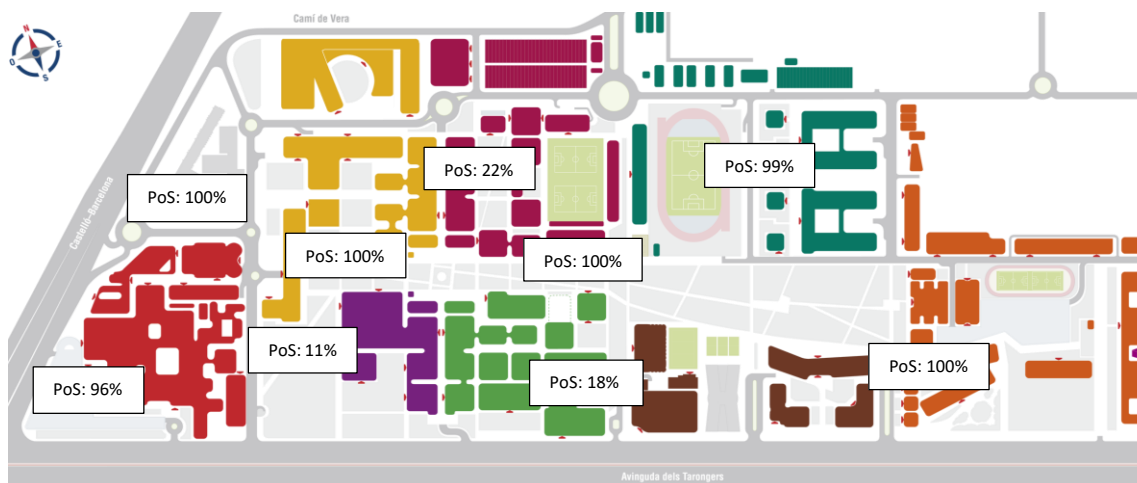 Camí de Vera
N
E
O
S
PoS: 22%
PoS: 99%
PoS: 100%
Castelló-Barcelona
PoS: 100%
PoS: 100%
PoS: 11%
PoS: 96%
PoS: 18%
PoS: 100%
Avinguda dels Tarongers